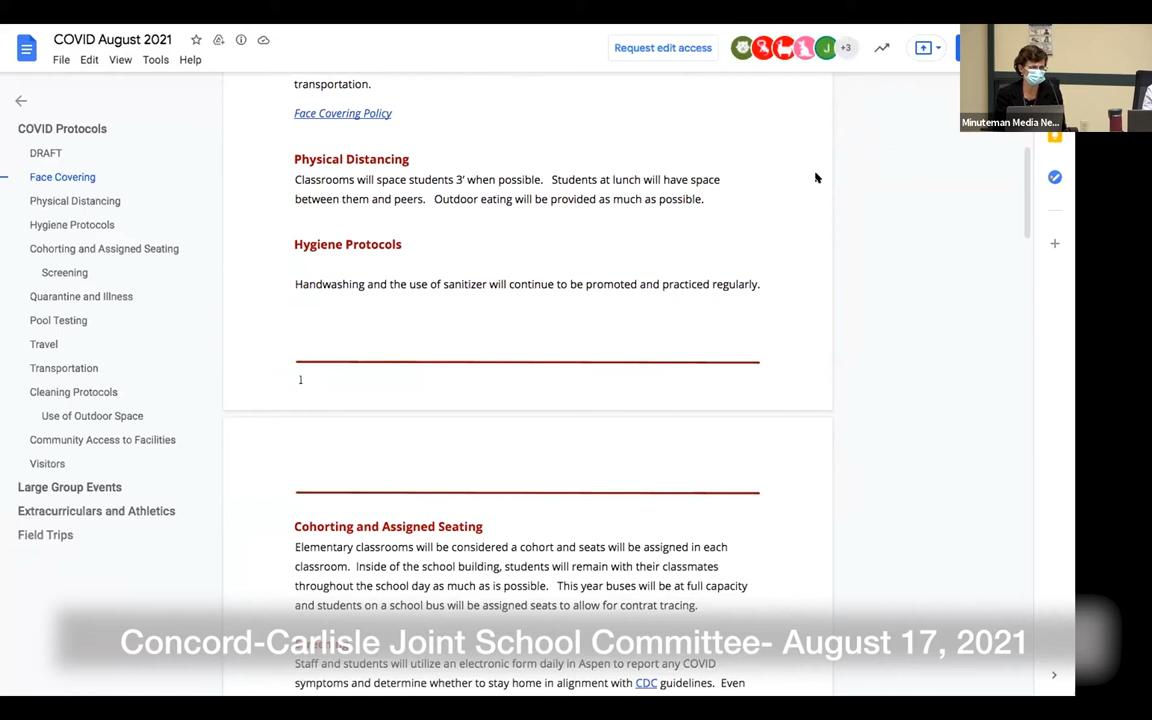 COVID August 2021
File Edit View Tools Help
Request edit access
J
+3
Minuteman Media Ne...
COVID Protocols
DRAFT
Face Covering
Physical Distancing
Hygiene Protocols
Cohorting and Assigned Seating
Screening
Quarantine and Illness
Pool Testing
Travel
Transportation
Cleaning Protocols
Use of Outdoor Space
Community Access to Facilities
Visitors
Large Group Events
Extracurriculars and Athletics
Field Trips
transportation.
Face Covering Policy
Physical Distancing
Classrooms will space students 3' when possible. Students at lunch will have space
between them and peers. Outdoor eating will be provided as much as possible.
Hygiene Protocols
Handwashing and the use of sanitizer will continue to be promoted and practiced regularly.
1
Cohorting and Assigned Seating
Elementary classrooms will be considered a cohort and seats will be assigned in each
classroom. Inside of the school building, students will remain with their classmates
throughout the school day as much as is possible. This year buses will be at full capacity
and students on a school bus will be assigned seats to allow for contrat tracing.
Concord-Carlisle Joint School Committee- August 17, 2021
Staff and students will utilize an electronic form daily in Aspen to report any COVID
symptoms and determine whether to stay home in alignment with CDC guidelines. Even